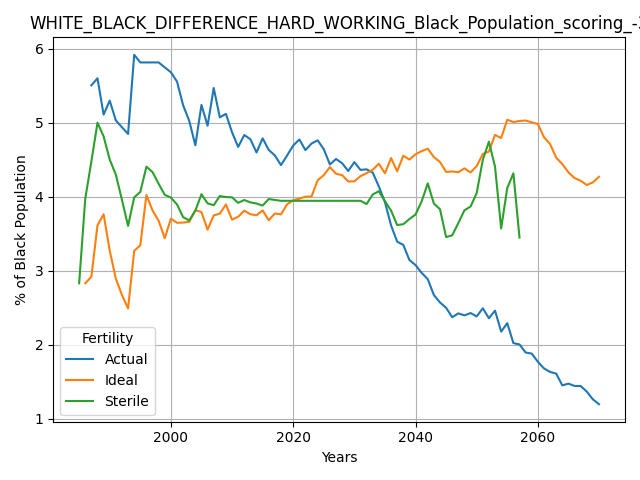 WHITE_BLACK_DIFFERENCE_HARD_WORKING_Black_Population_scoring_-
% of Black Population
6
5
4
3
2
1
Fertility
Actual
Ideal
Sterile
2000 2020 2040 2060
Years